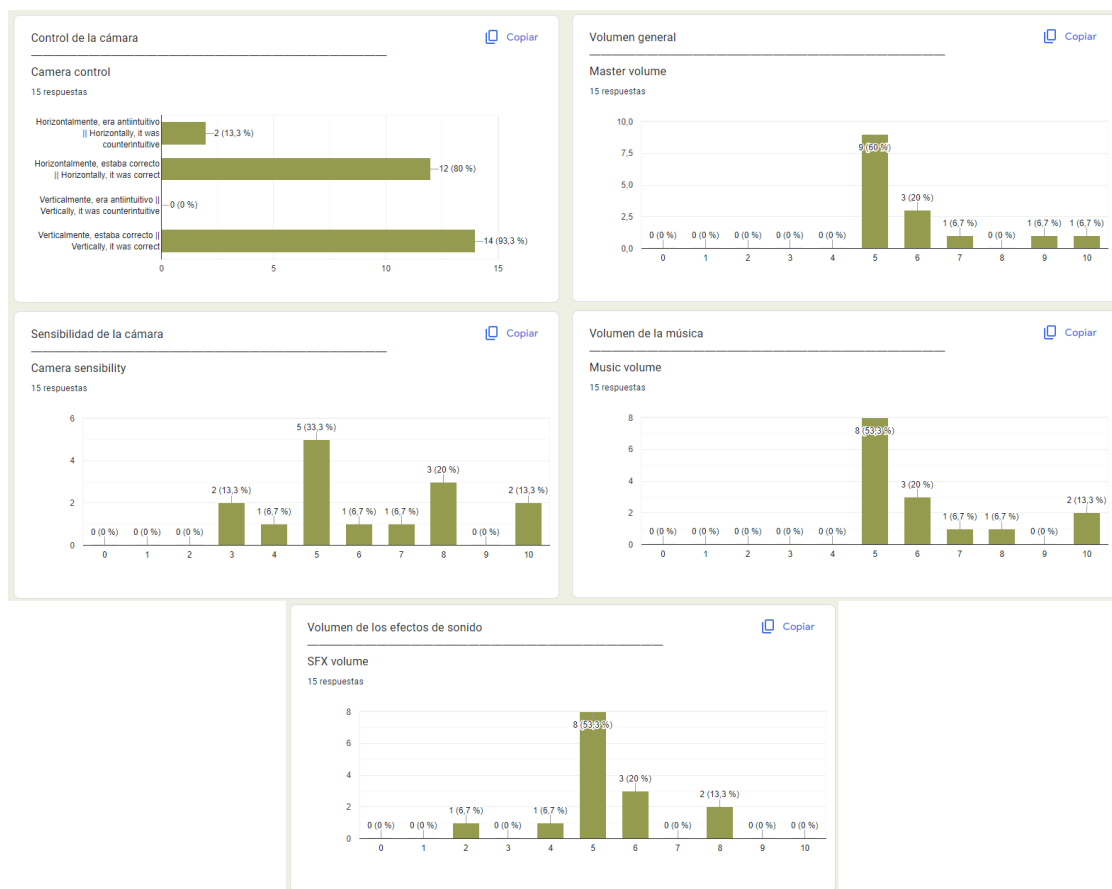 Control de la cámara
Copiar
Camera control
15 respuestas
Horizontalmente, era antiintuitivo
|| Horizontally, it was
counterintuitive
2 (13,3 %)
Horizontalmente, estaba correcto
|| Horizontally, it was correct
12 (80 %)
Verticalmente, era antiintuitivo ||
Vertically, it was counterintuitive
0 (0 %)
Verticalmente, estaba correcto ||
Vertically, it was correct
14 (93,3 %)
0 5 10 15
Volumen general
Copiar
Master volume
15 respuestas
10,0
7,5
5,0
2,5
0,0
0 (0 %) 0 (0 %) 0 (0 %) 0 (0 %) 0 (0 %) 9 (60 %) 3 (20 %) 1 (6,7 %) 0 (0 %) 1 (6,7 %) 1 (6,7 %)
0 1 2 3 4 5 6 7 8 9 10
Sensibilidad de la cámara
Copiar
Camera sensibility
15 respuestas
6
4
2
0
0 (0 %) 0 (0 %) 0 (0 %) 2 (13,3 %) 1 (6,7 %) 5 (33,3 %) 1 (6,7 %) 1 (6,7 %) 3 (20 %) 0 (0 %) 2 (13,3 %)
0 1 2 3 4 5 6 7 8 9 10
Volumen de la música
Copiar
Music volume
15 respuestas
8
6
4
2
0
0 (0 %) 0 (0 %) 0 (0 %) 0 (0 %) 0 (0 %) 8 (53,3 %) 3 (20 %) 1 (6,7 %) 1 (6,7 %) 0 (0 %) 2 (13,3 %)
0 1 2 3 4 5 6 7 8 9 10
Volumen de los efectos de sonido
Copiar
SFX volume
15 respuestas
8
6
4
2
0
0 (0 %) 0 (0 %) 1 (6,7 %) 0 (0 %) 1 (6,7 %) 8 (53,3 %) 3 (20 %) 0 (0 %) 2 (13,3 %) 0 (0 %) 0 (0 %)
0 1 2 3 4 5 6 7 8 9 10